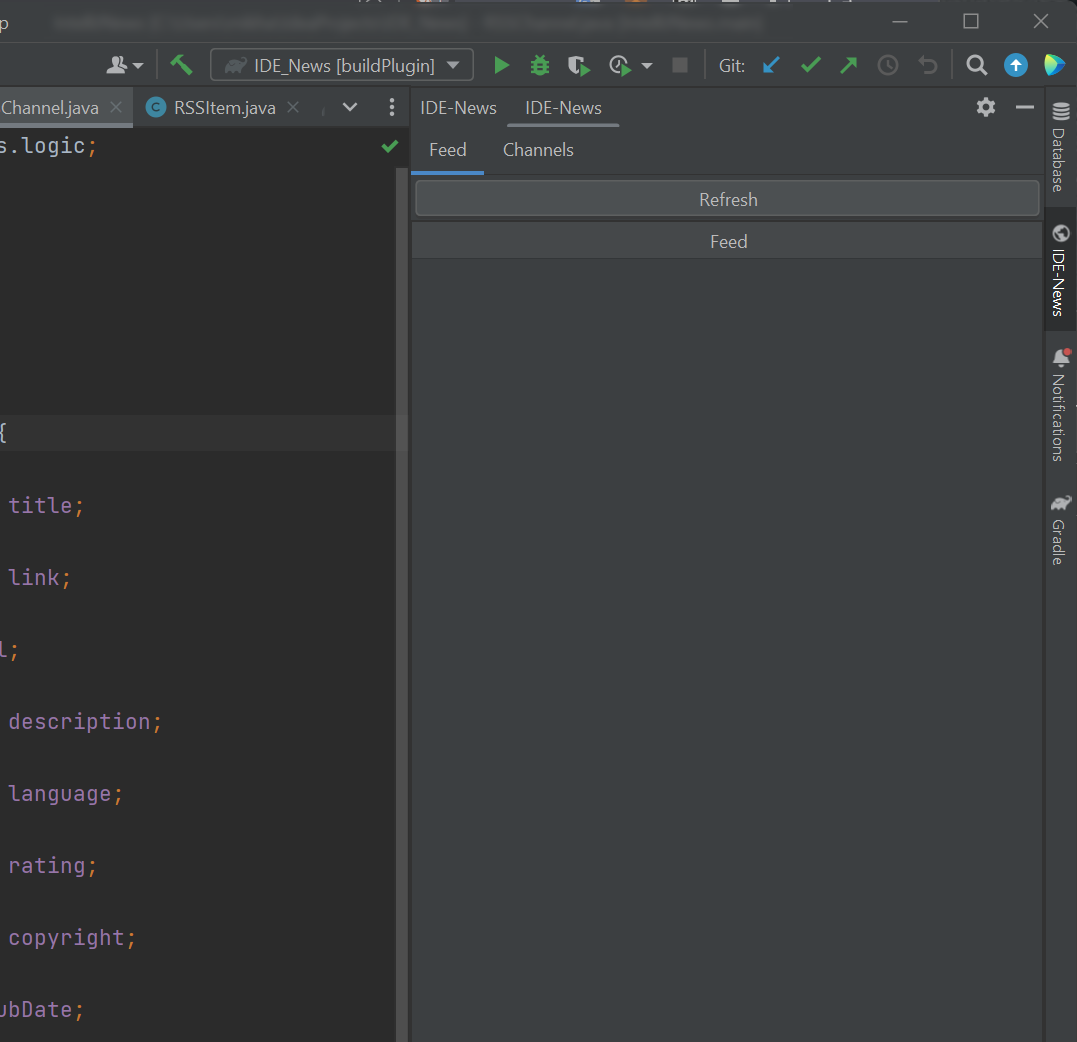 p
IDE_News [buildPlugin]
Git:
Channel.java
RSSItem.java
IDE-News
IDE-News
s.logic;
Feed
Channels
Refresh
Feed
{
title;
link;
l;
description;
language;
rating;
copyright;
ubDate;
Database
IDE-News
Notifications
Gradle